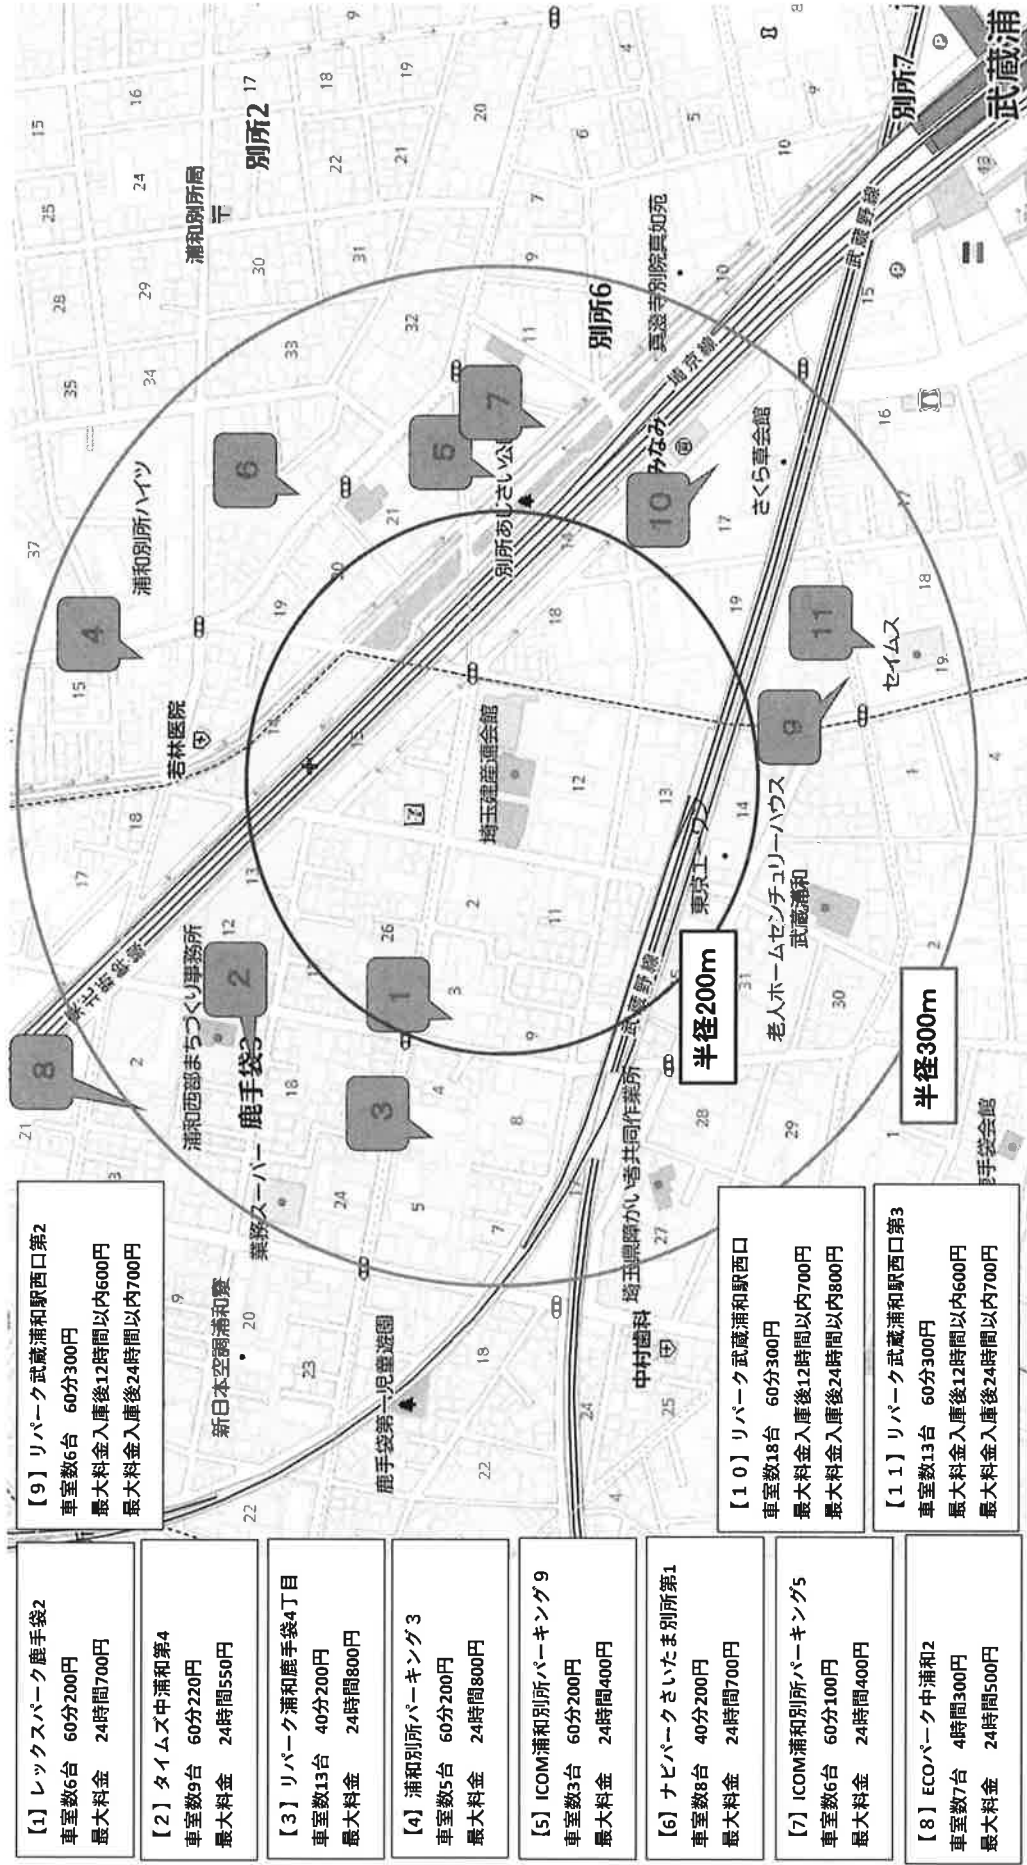 【1】レックスパーク鹿手袋2
車室数6台　60分200円
最大料金　24時間700円
【2】タイムズ中浦和第4
車室数9台　60分220円
最大料金　24時間550円
【3】リパーク浦和鹿手袋4丁目
車室数13台　40分200円
最大料金　24時間800円
【4】浦和別所パーキング3
車室数5台　60分200円
最大料金　24時間800円
【5】ICOM浦和別所パーキング9
車室数3台　60分200円
最大料金　24時間400円
【6】ナビパークさいたま別所第1
車室数8台　40分200円
最大料金　24時間700円
【7】ICOM浦和別所パーキング5
車室数6台　60分100円
最大料金　24時間400円
【8】ECOパーク中浦和2
車室数7台　4時間300円
最大料金　24時間500円
【9】リパーク武蔵浦和駅西口第2
車室数6台　60分300円
最大料金入庫後12時間以内600円
最大料金入庫後24時間以内700円
【10】リパーク武蔵浦和駅西口
車室数18台　60分300円
最大料金入庫後12時間以内700円
最大料金入庫後24時間以内800円
【11】リパーク武蔵浦和駅西口第3
車室数13台　60分300円
最大料金入庫後12時間以内600円
最大料金入庫後24時間以内700円
半径200m
半径300m
1
2
3
4
5
6
7
8
9
10
11
新日本空調浦和寮
業務スーパー
鹿手袋3
浦和西部まちづくり事務所
鹿手袋第一児童遊園
中村歯科
埼玉県障がい者共同作業所
武蔵野線
老人ホームセンチュリーハウス
武蔵浦和
埼玉建産連会館
若林医院
浦和別所ハイツ
浦和別所局
別所2
別所6
真澄寺別院真如苑
埼京線
武蔵野線
別所7
武蔵浦
みなみ
さくら草会館
セイムス